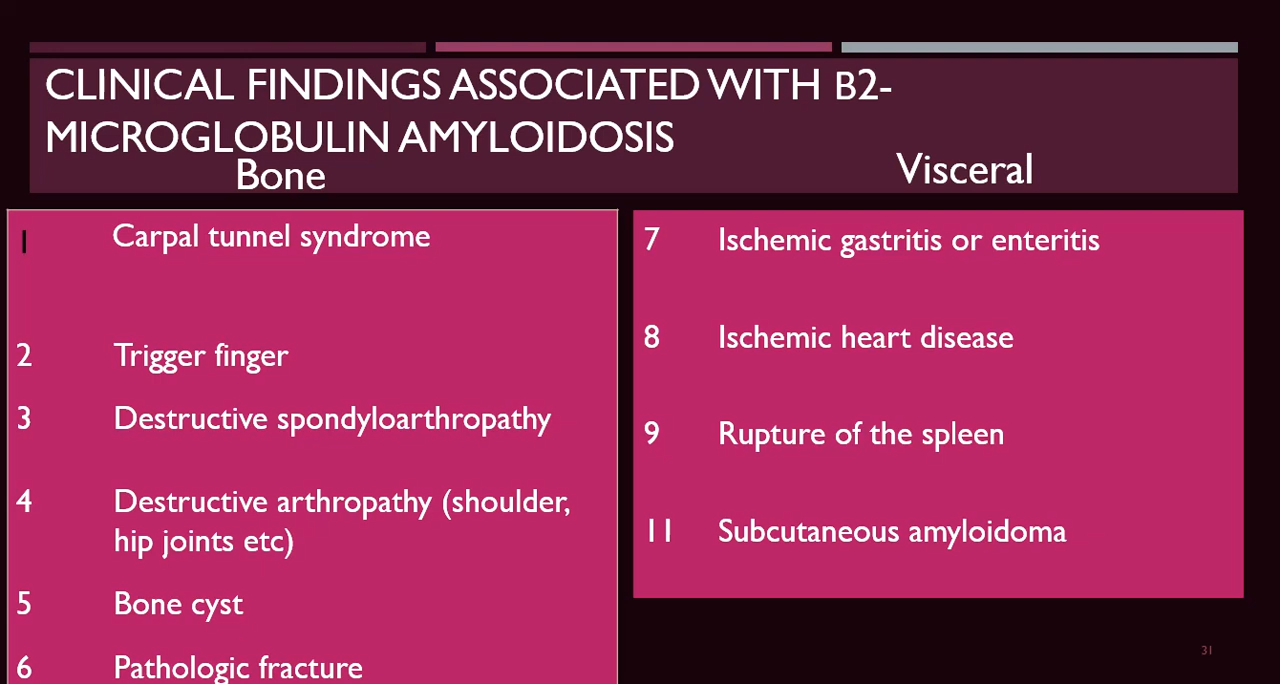 CLINICAL FINDINGS ASSOCIATED WITH B2-
MICROGLOBULIN AMYLOIDOSIS
Bone
Visceral
1 Carpal tunnel syndrome
2 Trigger finger
3 Destructive spondyloarthropathy
4 Destructive arthropathy (shoulder,
hip joints etc)
5 Bone cyst
6 Pathologic fracture
7 Ischemic gastritis or enteritis
8 Ischemic heart disease
9 Rupture of the spleen
11 Subcutaneous amyloidoma
31